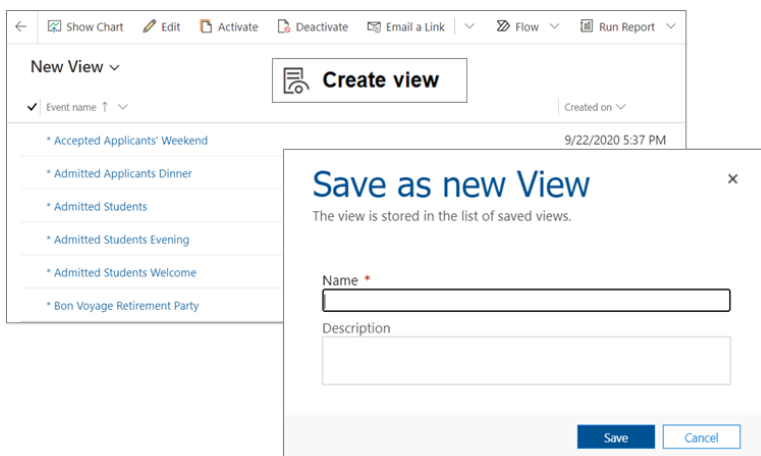 Show Chart Edit Activate Deactivate Email a Link Flow Run Report
New View
Create view
Event name ↑ Created on
* Accepted Applicants' Weekend 9/22/2020 5:37 PM
* Admitted Applicants Dinner
* Admitted Students
* Admitted Students Evening
* Admitted Students Welcome
* Bon Voyage Retirement Party
Save as new View
The view is stored in the list of saved views.
Name *
Description
Save Cancel